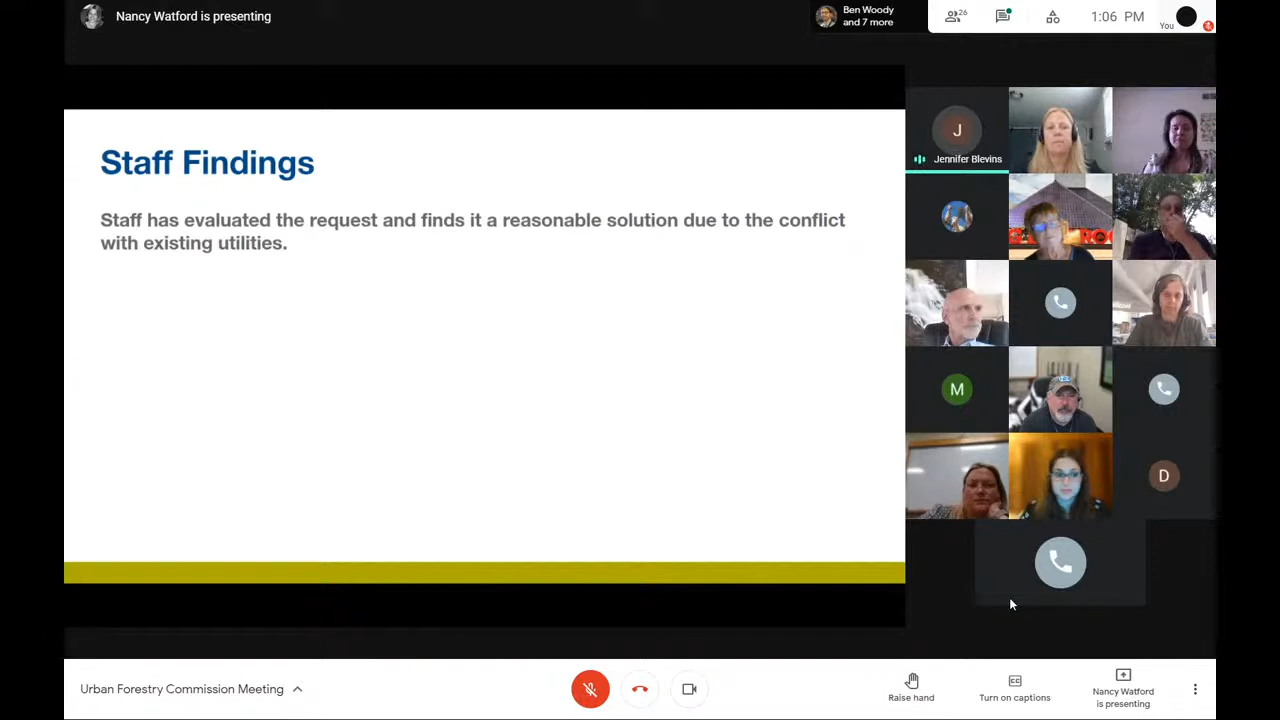 Nancy Watford is presenting
Ben Woody
and 7 more
26
1:06 PM
You
Staff Findings
Staff has evaluated the request and finds it a reasonable solution due to the conflict
with existing utilities.
J
Jennifer Blevins
M
D
Urban Forestry Commission Meeting
Raise hand
CC
Turn on captions
Nancy Watford
is presenting